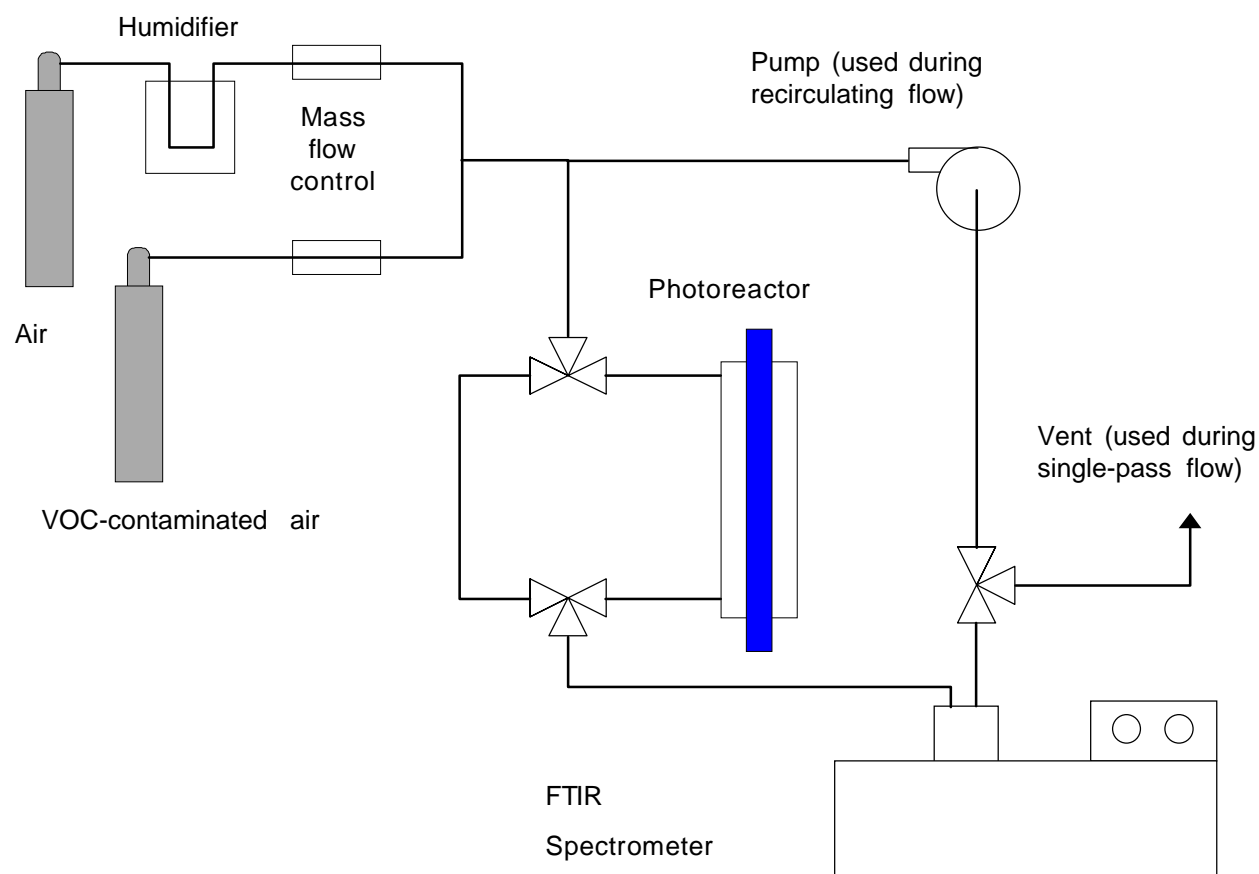 Humidifier
Pump (used during
recirculating flow)
Mass
flow
control
Photoreactor
Air
Vent (used during
single-pass flow)
VOC-contaminated air
FTIR
Spectrometer